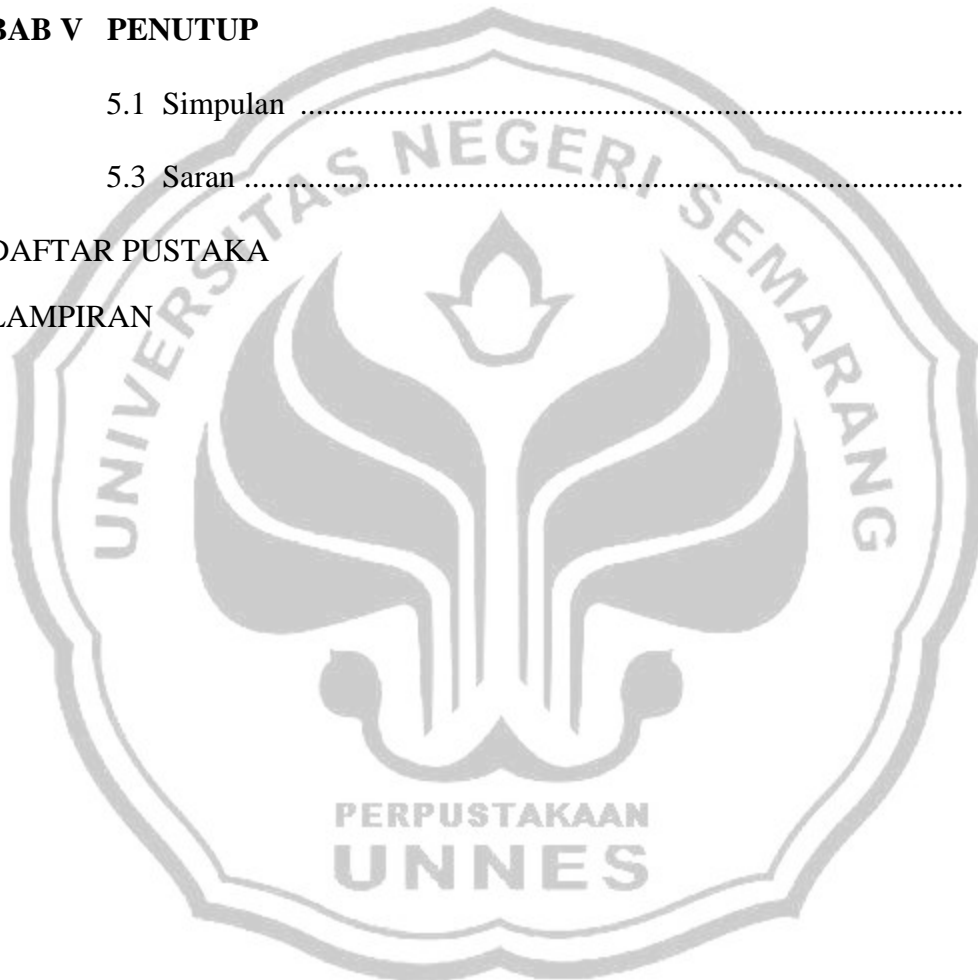 BAB V PENUTUP
5.1 Simpulan ....................................................................................
5.3 Saran ...........................................................................................
DAFTAR PUSTAKA
LAMPIRAN
UNIVERSITAS NEGERI SEMARANG
PERPUSTAKAAN
UNNES